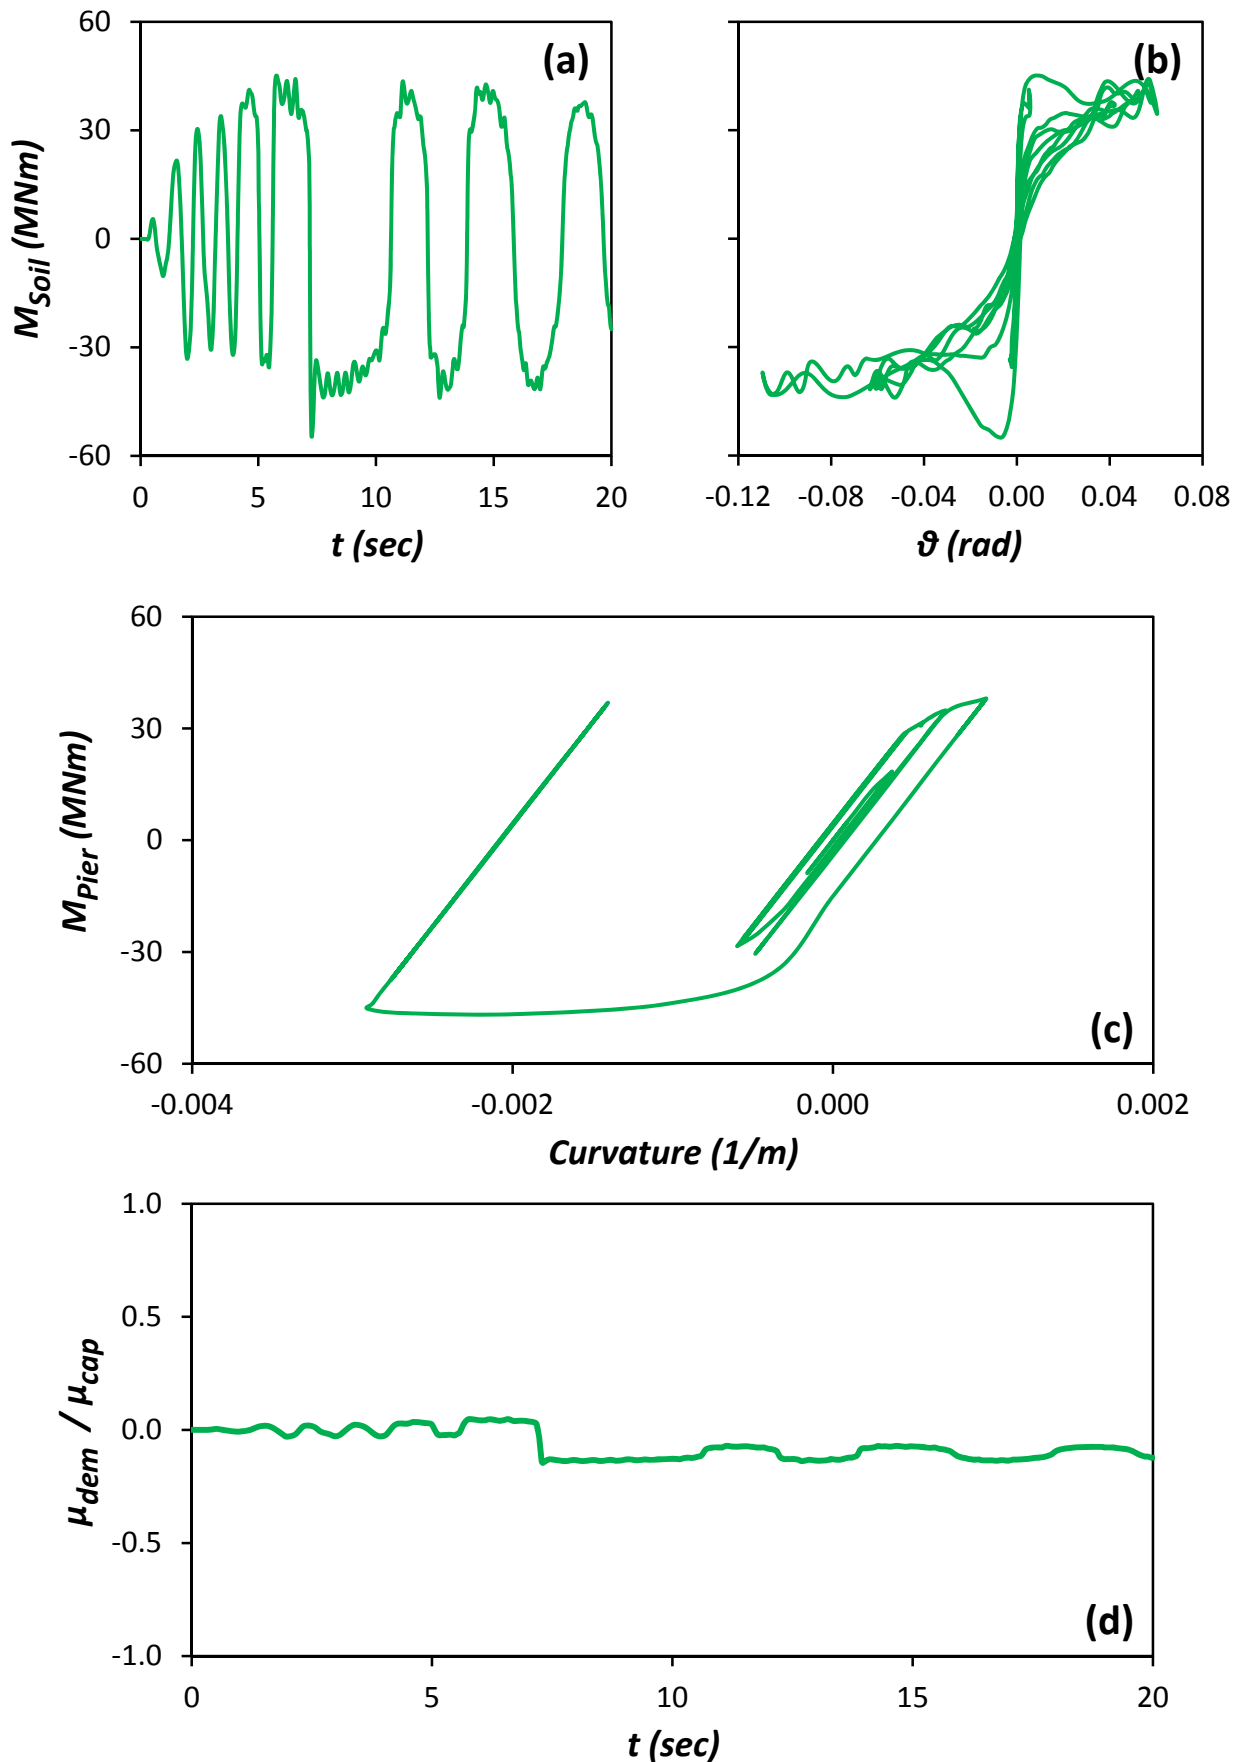 60
30
0
-30
-60
M_Soil (MNm)
(a)
0 5 10 15 20
t (sec)
(b)
-0.12 -0.08 -0.04 0.00 0.04 0.08
ϑ (rad)
60
30
0
-30
-60
M_Pier (MNm)
(c)
-0.004 -0.002 0.000 0.002
Curvature (1/m)
1.0
0.5
0.0
-0.5
-1.0
μ_dem / μ_cap
(d)
0 5 10 15 20
t (sec)